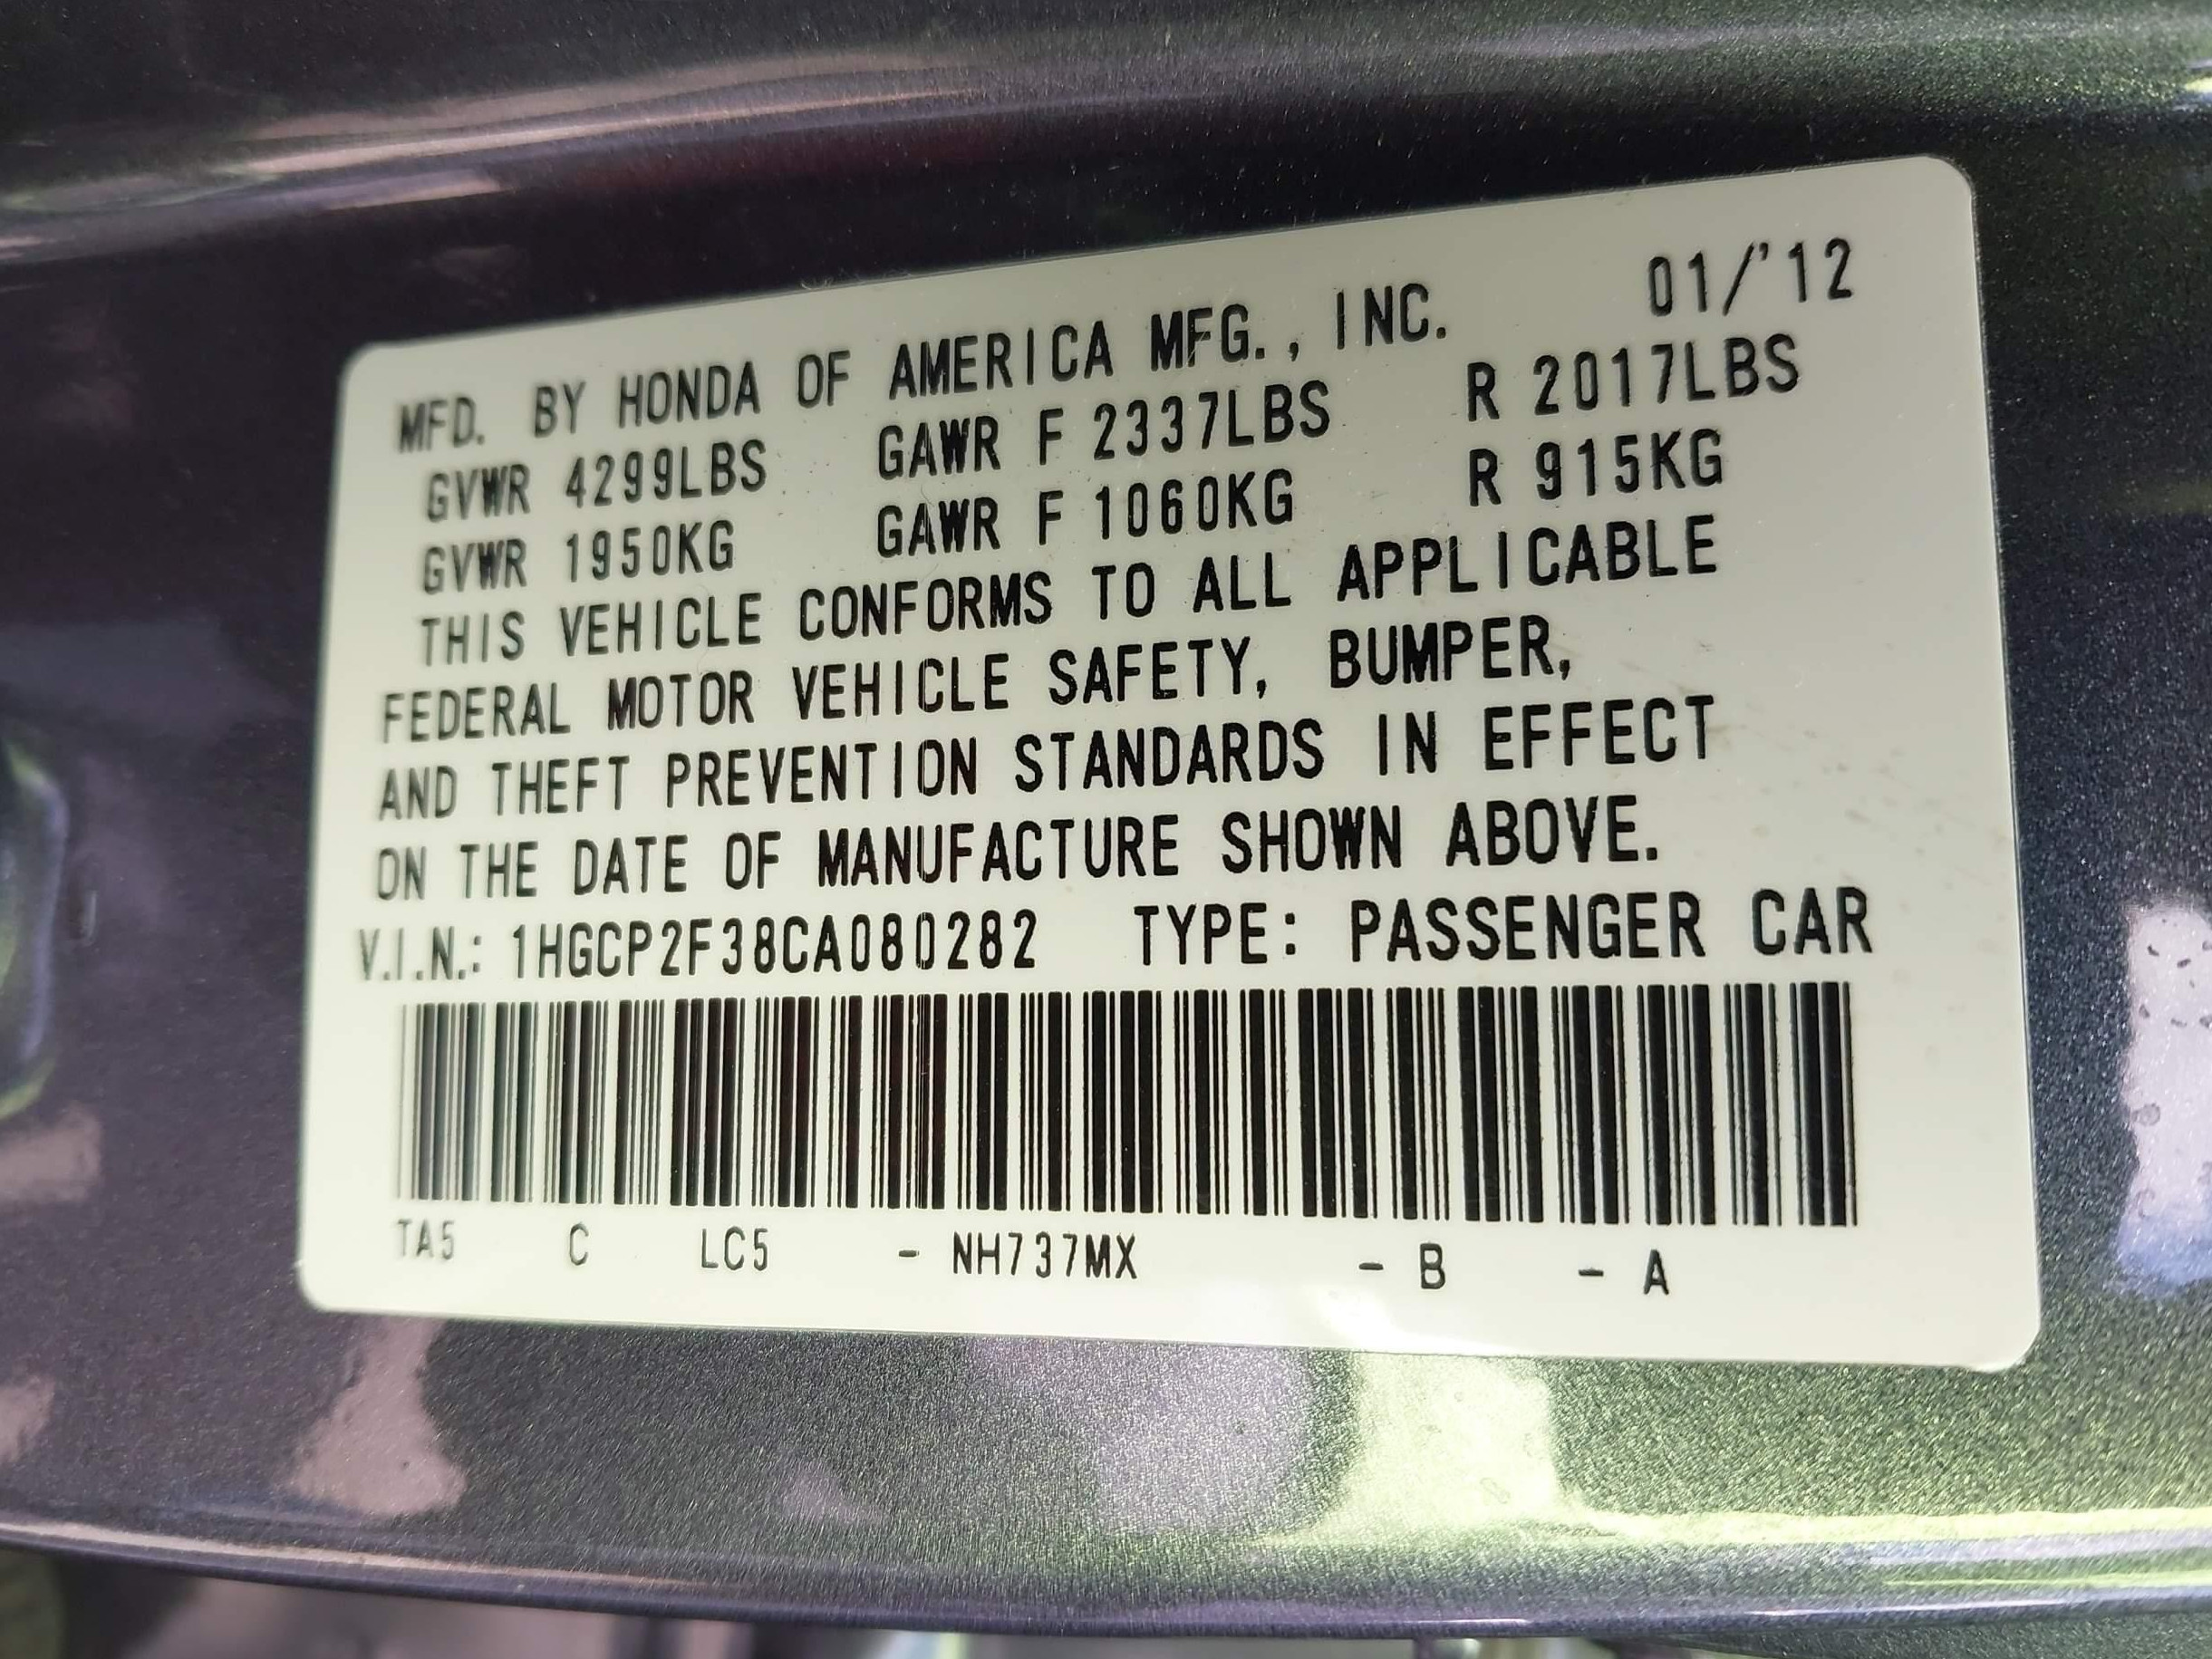 MFD. BY HONDA OF AMERICA MFG., INC. 01/'12
GVWR 4299LBS GAWR F 2337LBS R 2017LBS
GVWR 1950KG GAWR F 1060KG R 915KG
THIS VEHICLE CONFORMS TO ALL APPLICABLE
FEDERAL MOTOR VEHICLE SAFETY, BUMPER,
AND THEFT PREVENTION STANDARDS IN EFFECT
ON THE DATE OF MANUFACTURE SHOWN ABOVE.
V.I.N.: 1HGCP2F38CA080282 TYPE: PASSENGER CAR
TA5 C LC5 - NH737MX - B - A